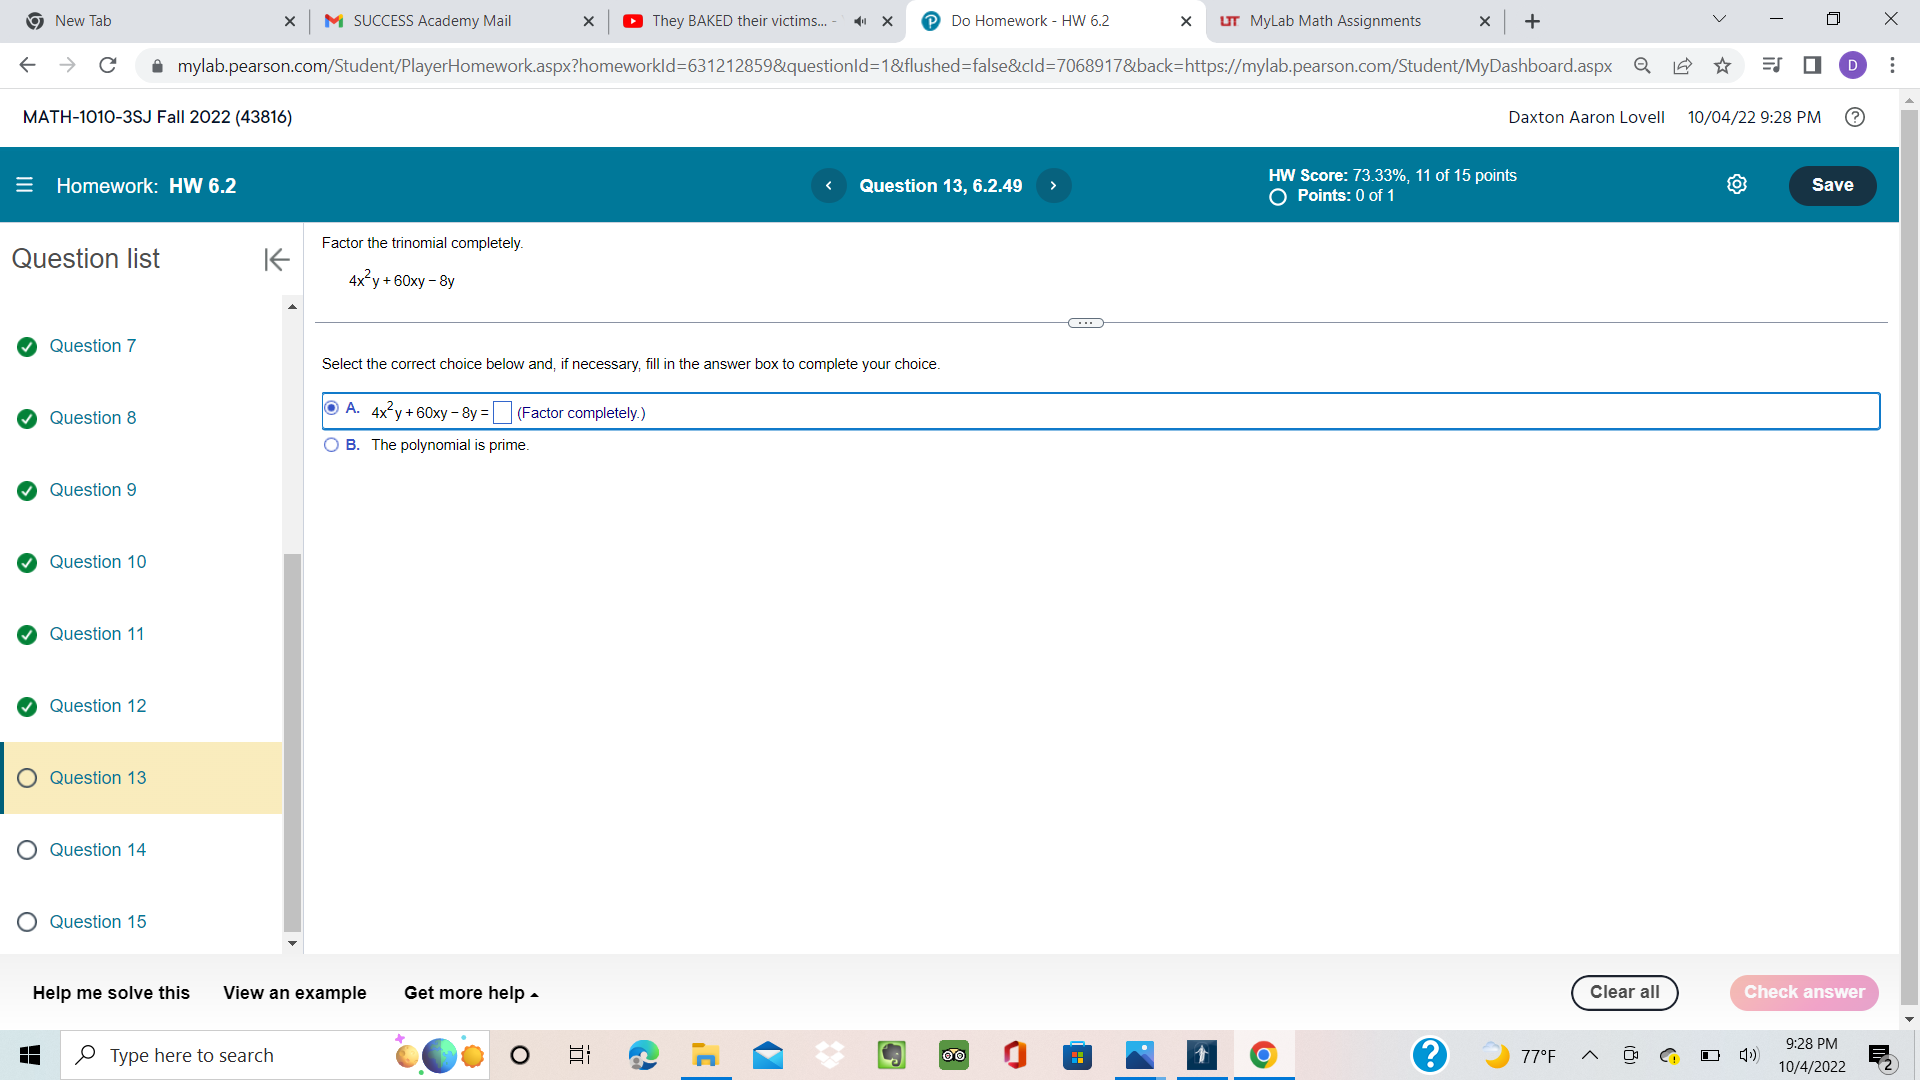 New Tab
SUCCESS Academy Mail
They BAKED their victims... -
Do Homework - HW 6.2
MyLab Math Assignments
mylab.pearson.com/Student/PlayerHomework.aspx?homeworkId=631212859&questionId=1&flushed=false&cId=7068917&back=https://mylab.pearson.com/Student/MyDashboard.aspx
D
MATH-1010-3SJ Fall 2022 (43816)
Daxton Aaron Lovell 10/04/22 9:28 PM
Homework: HW 6.2
Question 13, 6.2.49
HW Score: 73.33%, 11 of 15 points
Points: 0 of 1
Save
Question list
Question 7
Question 8
Question 9
Question 10
Question 11
Question 12
Question 13
Question 14
Question 15
Factor the trinomial completely.
4x²y + 60xy − 8y
Select the correct choice below and, if necessary, fill in the answer box to complete your choice.
A. 4x²y + 60xy − 8y = (Factor completely.)
B. The polynomial is prime.
Help me solve this
View an example
Get more help
Clear all
Check answer
Type here to search
77°F
9:28 PM
10/4/2022
2